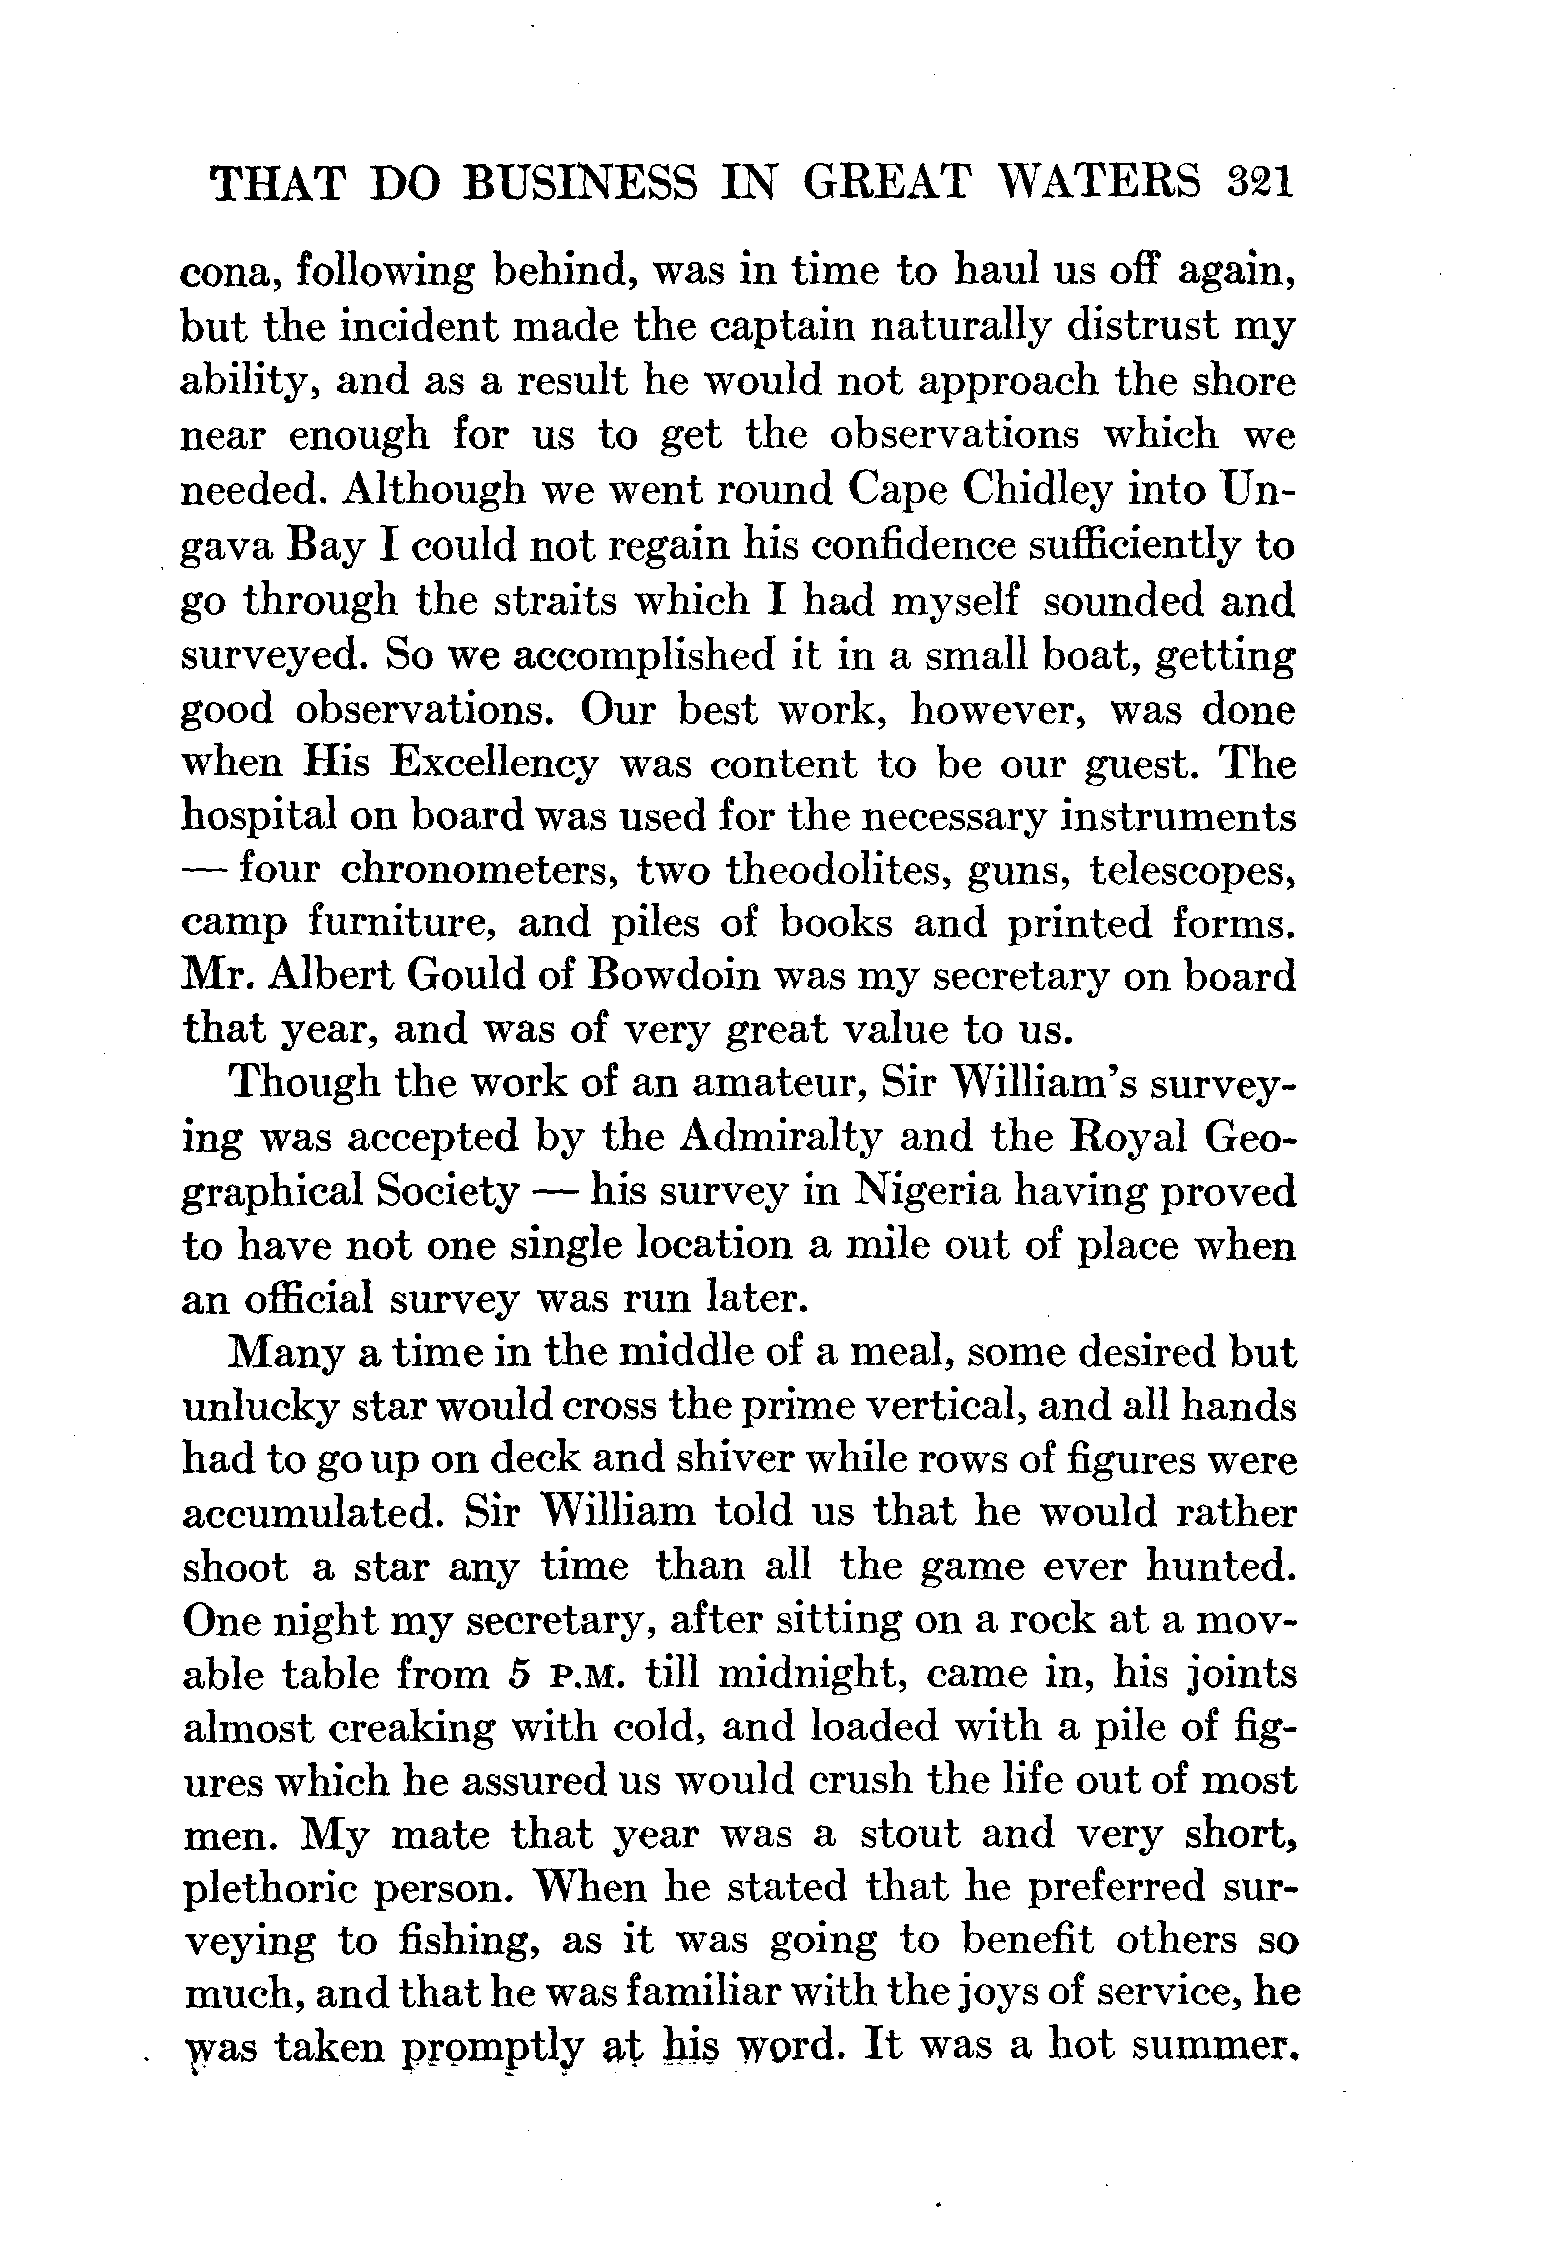 THAT DO BUSINESS IN GREAT WATERS 321
cona, following behind, was in time to haul us off again,
but the incident made the captain naturally distrust my
ability, and as a result he would not approach the shore
near enough for us to get the observations which we
needed. Although we went round Cape Chidley into Un-
gava Bay I could not regain his confidence sufficiently to
go through the straits which I had myself sounded and
surveyed. So we accomplished it in a small boat, getting
good observations. Our best work, however, was done
when His Excellency was content to be our guest. The
hospital on board was used for the necessary instruments
— four chronometers, two theodolites, guns, telescopes,
camp furniture, and piles of books and printed forms.
Mr. Albert Gould of Bowdoin was my secretary on board
that year, and was of very great value to us.
Though the work of an amateur, Sir William's survey-
ing was accepted by the Admiralty and the Royal Geo-
graphical Society — his survey in Nigeria having proved
to have not one single location a mile out of place when
an official survey was run later.
Many a time in the middle of a meal, some desired but
unlucky star would cross the prime vertical, and all hands
had to go up on deck and shiver while rows of figures were
accumulated. Sir William told us that he would rather
shoot a star any time than all the game ever hunted.
One night my secretary, after sitting on a rock at a mov-
able table from 5 P.M. till midnight, came in, his joints
almost creaking with cold, and loaded with a pile of fig-
ures which he assured us would crush the life out of most
men. My mate that year was a stout and very short,
plethoric person. When he stated that he preferred sur-
veying to fishing, as it was going to benefit others so
much, and that he was familiar with the joys of service, he
was taken promptly at his word. It was a hot summer.